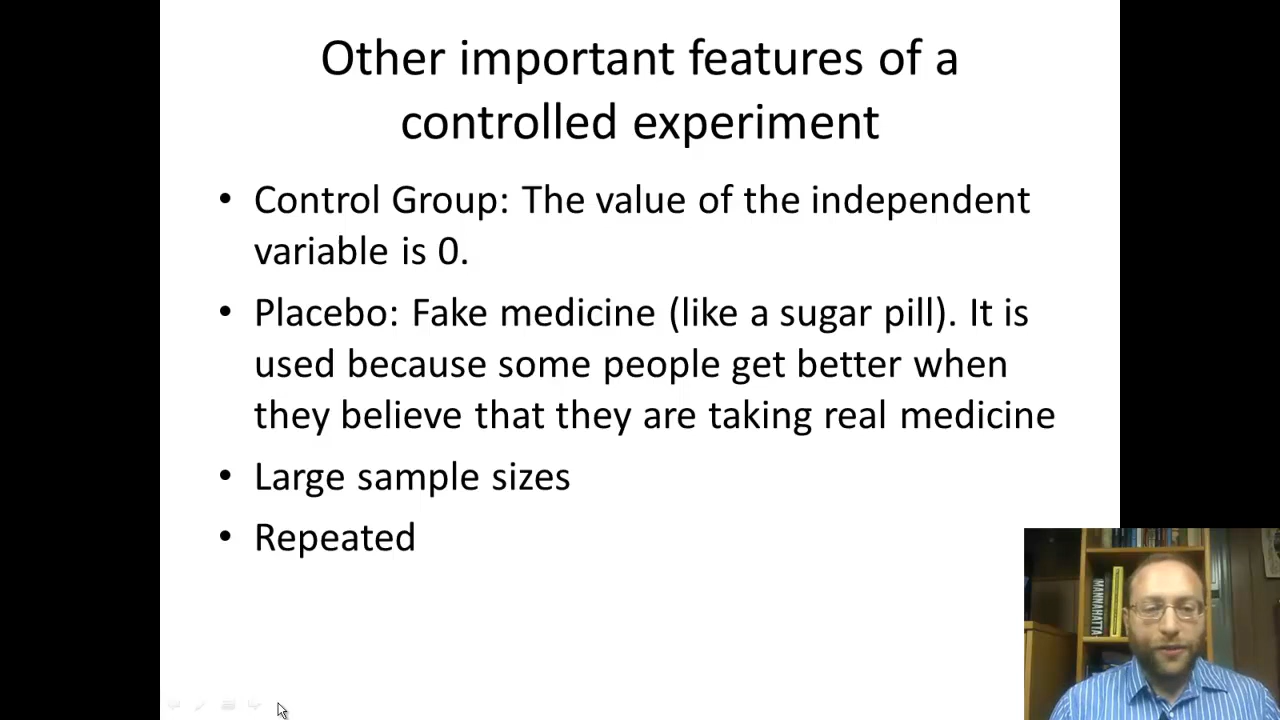 Other important features of a
controlled experiment
• Control Group: The value of the independent
variable is 0.
• Placebo: Fake medicine (like a sugar pill). It is
used because some people get better when
they believe that they are taking real medicine
• Large sample sizes
• Repeated
MANNAHATTA